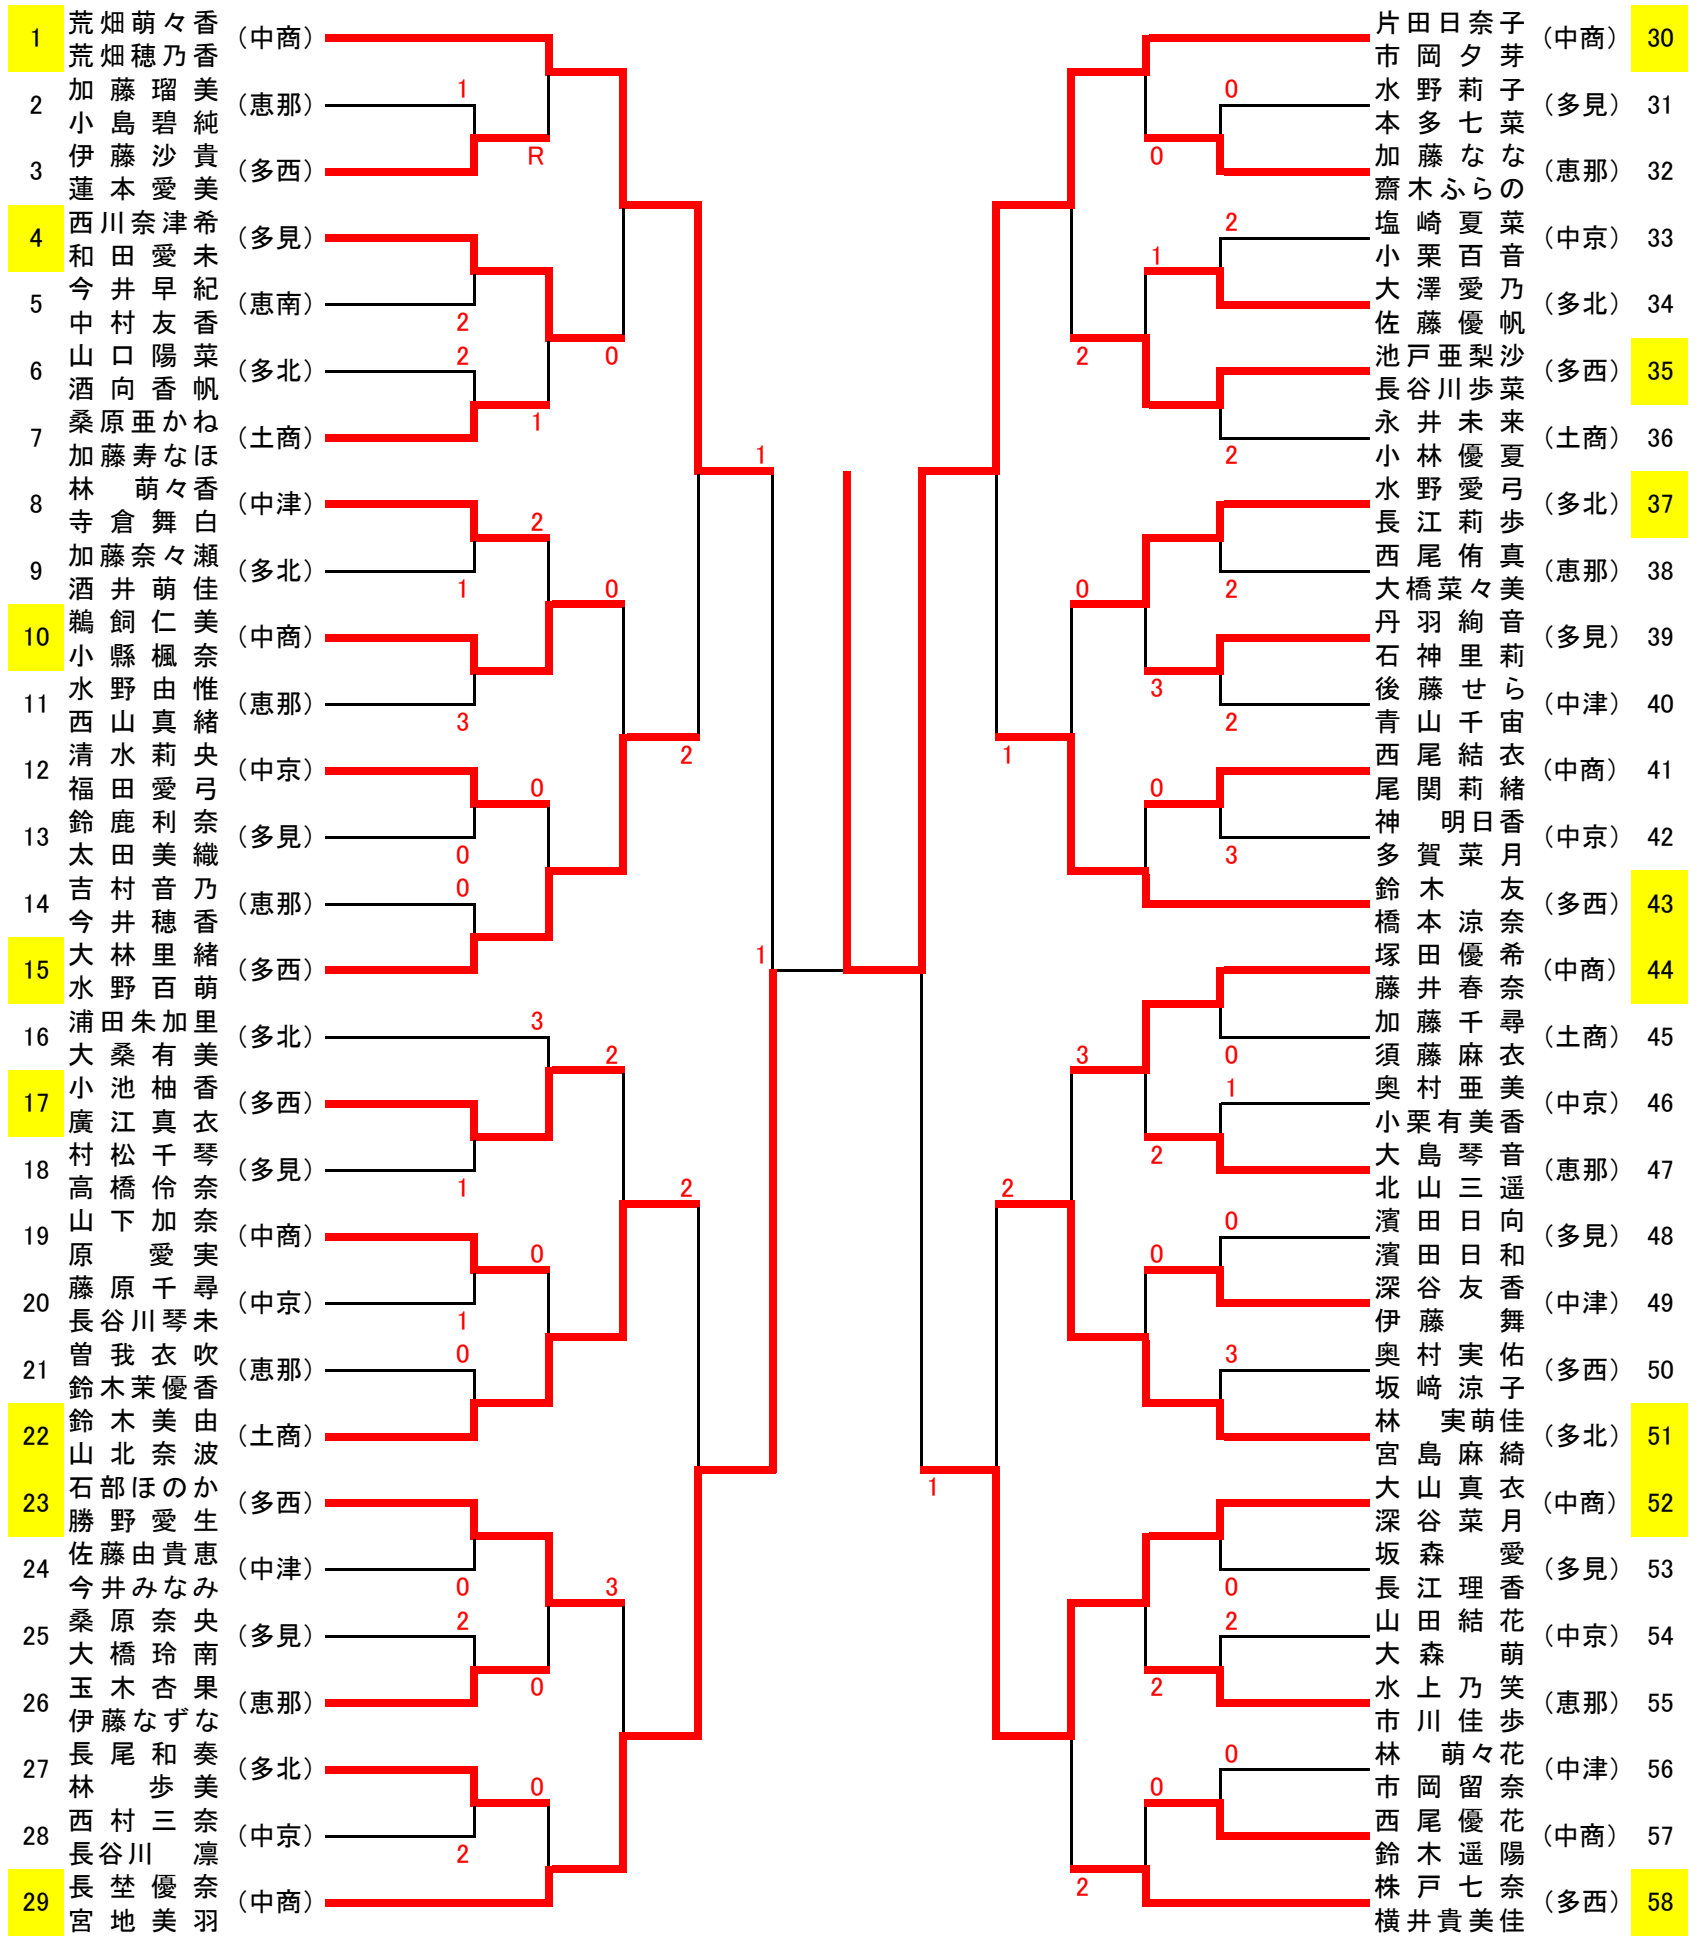 1 荒畑萌々香 (中商)
荒畑穂乃香
2 加藤瑠美 (恵那) 1
小島碧純
3 伊藤沙貴 (多西) R
蓮本愛美
4 西川奈津希 (多見)
和田愛未
5 今井早紀 (恵南) 2
中村友香
6 山口陽菜 (多北) 2 0
酒向香帆
7 桑原亜かね (土商) 1
加藤寿なほ
1
8 林 萌々香 (中津) 2
寺倉舞白
9 加藤奈々瀬 (多北) 1 0
酒井萌佳
10 鵜飼仁美 (中商)
小縣楓奈
11 水野由惟 (恵那) 3
西山真緒
2
12 清水莉央 (中京) 0
福田愛弓
13 鈴鹿利奈 (多見) 0
太田美織
14 吉村音乃 (恵那) 0
今井穂香
15 大林里緒 (多西) 1
水野百萌
16 浦田朱加里 (多北) 3 2
大桑有美
17 小池柚香 (多西)
廣江真衣
18 村松千琴 (多見) 1
高橋伶奈
2
19 山下加奈 (中商) 0
原 愛実
20 藤原千尋 (中京) 1
長谷川琴未
21 曽我衣吹 (恵那) 0
鈴木茉優香
22 鈴木美由 (土商)
山北奈波
23 石部ほのか (多西)
勝野愛生
24 佐藤由貴恵 (中津) 0 3
今井みなみ
25 桑原奈央 (多見) 2
大橋玲南
26 玉木杏果 (恵那) 0
伊藤なずな
27 長尾和奏 (多北) 0
林 歩美
28 西村三奈 (中京) 2
長谷川 凛
29 長埜優奈 (中商)
宮地美羽
片田日奈子 (中商) 30
市岡夕芽
0 水野莉子 (多見) 31
本多七菜
0 加藤なな (恵那) 32
齋木ふらの
2 塩崎夏菜 (中京) 33
小栗百音
1 大澤愛乃 (多北) 34
佐藤優帆
2 池戸亜梨沙 (多西) 35
長谷川歩菜
2 永井未来 (土商) 36
小林優夏
水野愛弓 (多北) 37
長江莉歩
0 2 西尾侑真 (恵那) 38
大橋菜々美
3 丹羽絢音 (多見) 39
石神里莉
2 後藤せら (中津) 40
青山千宙
1
0 西尾結衣 (中商) 41
尾関莉緒
3 神 明日香 (中京) 42
多賀菜月
鈴木 友 (多西) 43
橋本涼奈
塚田優希 (中商) 44
藤井春奈
3 0 加藤千尋 (土商) 45
須藤麻衣
1 奥村亜美 (中京) 46
小栗有美香
2 大島琴音 (恵那) 47
北山三遥
2
0 濱田日向 (多見) 48
濱田日和
0 深谷友香 (中津) 49
伊藤 舞
3 奥村実佑 (多西) 50
坂﨑涼子
林 実萌佳 (多北) 51
宮島麻綺
1
大山真衣 (中商) 52
深谷菜月
0 坂森 愛 (多見) 53
長江理香
2 山田結花 (中京) 54
大森 萌
2 水上乃笑 (恵那) 55
市川佳歩
0 林 萌々花 (中津) 56
市岡留奈
0 西尾優花 (中商) 57
鈴木遥陽
2 株戸七奈 (多西) 58
横井貴美佳